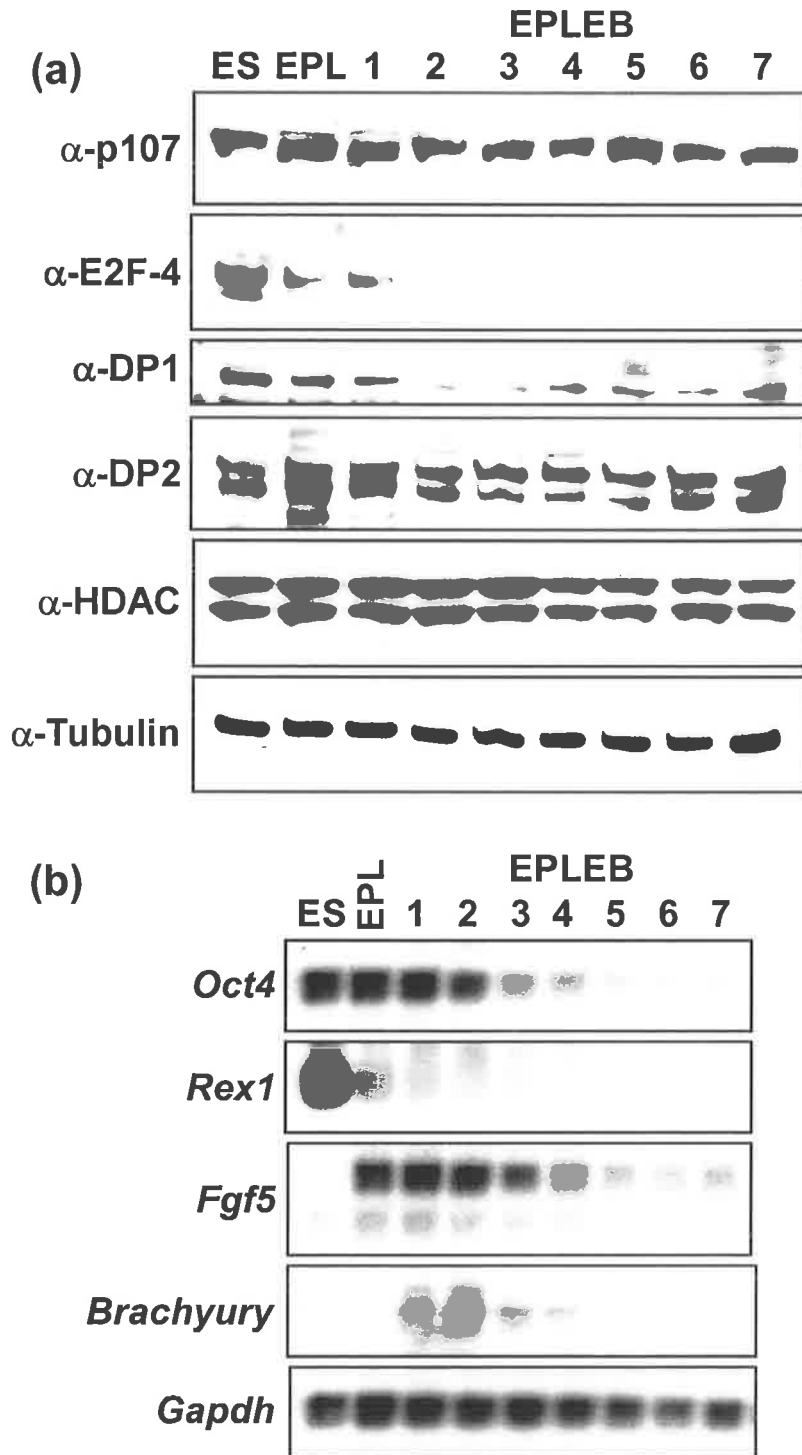 EPLEB
(a)
ES EPL 1 2 3 4 5 6 7
α-p107
α-E2F-4
α-DP1
α-DP2
α-HDAC
α-Tubulin
(b)
EPLEB
ES EPL 1 2 3 4 5 6 7
Oct4
Rex1
Fgf5
Brachyury
Gapdh